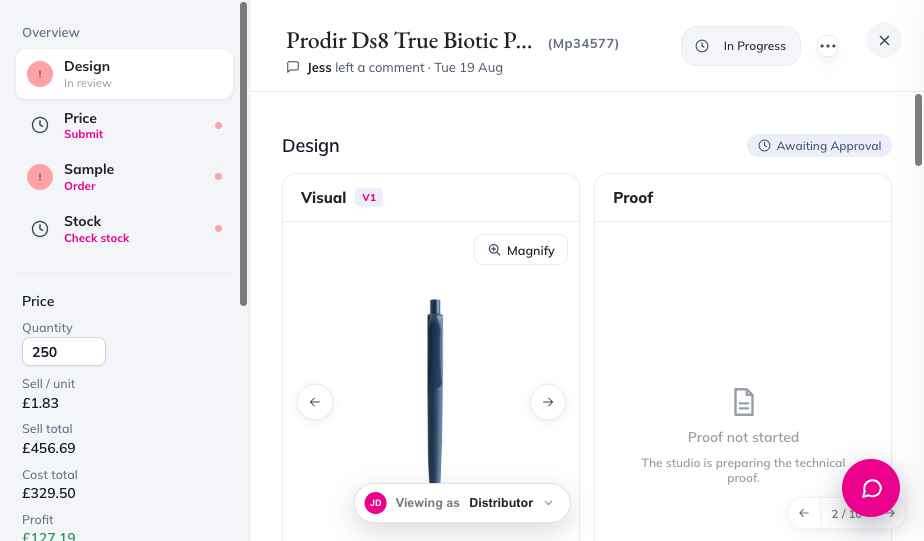 Overview
!
Design
In review
Price
Submit
!
Sample
Order
Stock
Check stock
Price
Quantity
250
Sell / unit
£1.83
Sell total
£456.69
Cost total
£329.50
Profit
£127.19
Prodir Ds8 True Biotic P... (Mp34577)
Jess left a comment · Tue 19 Aug
In Progress
Design
Awaiting Approval
Visual V1
Magnify
Proof
Proof not started
The studio is preparing the technical
proof.
JD Viewing as Distributor
2 /